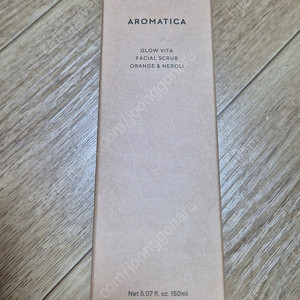 AROMATICA
GLOW VITA
FACIAL SCRUB
ORANGE & NEROLI
Net 5.07 fl. oz. 150ml